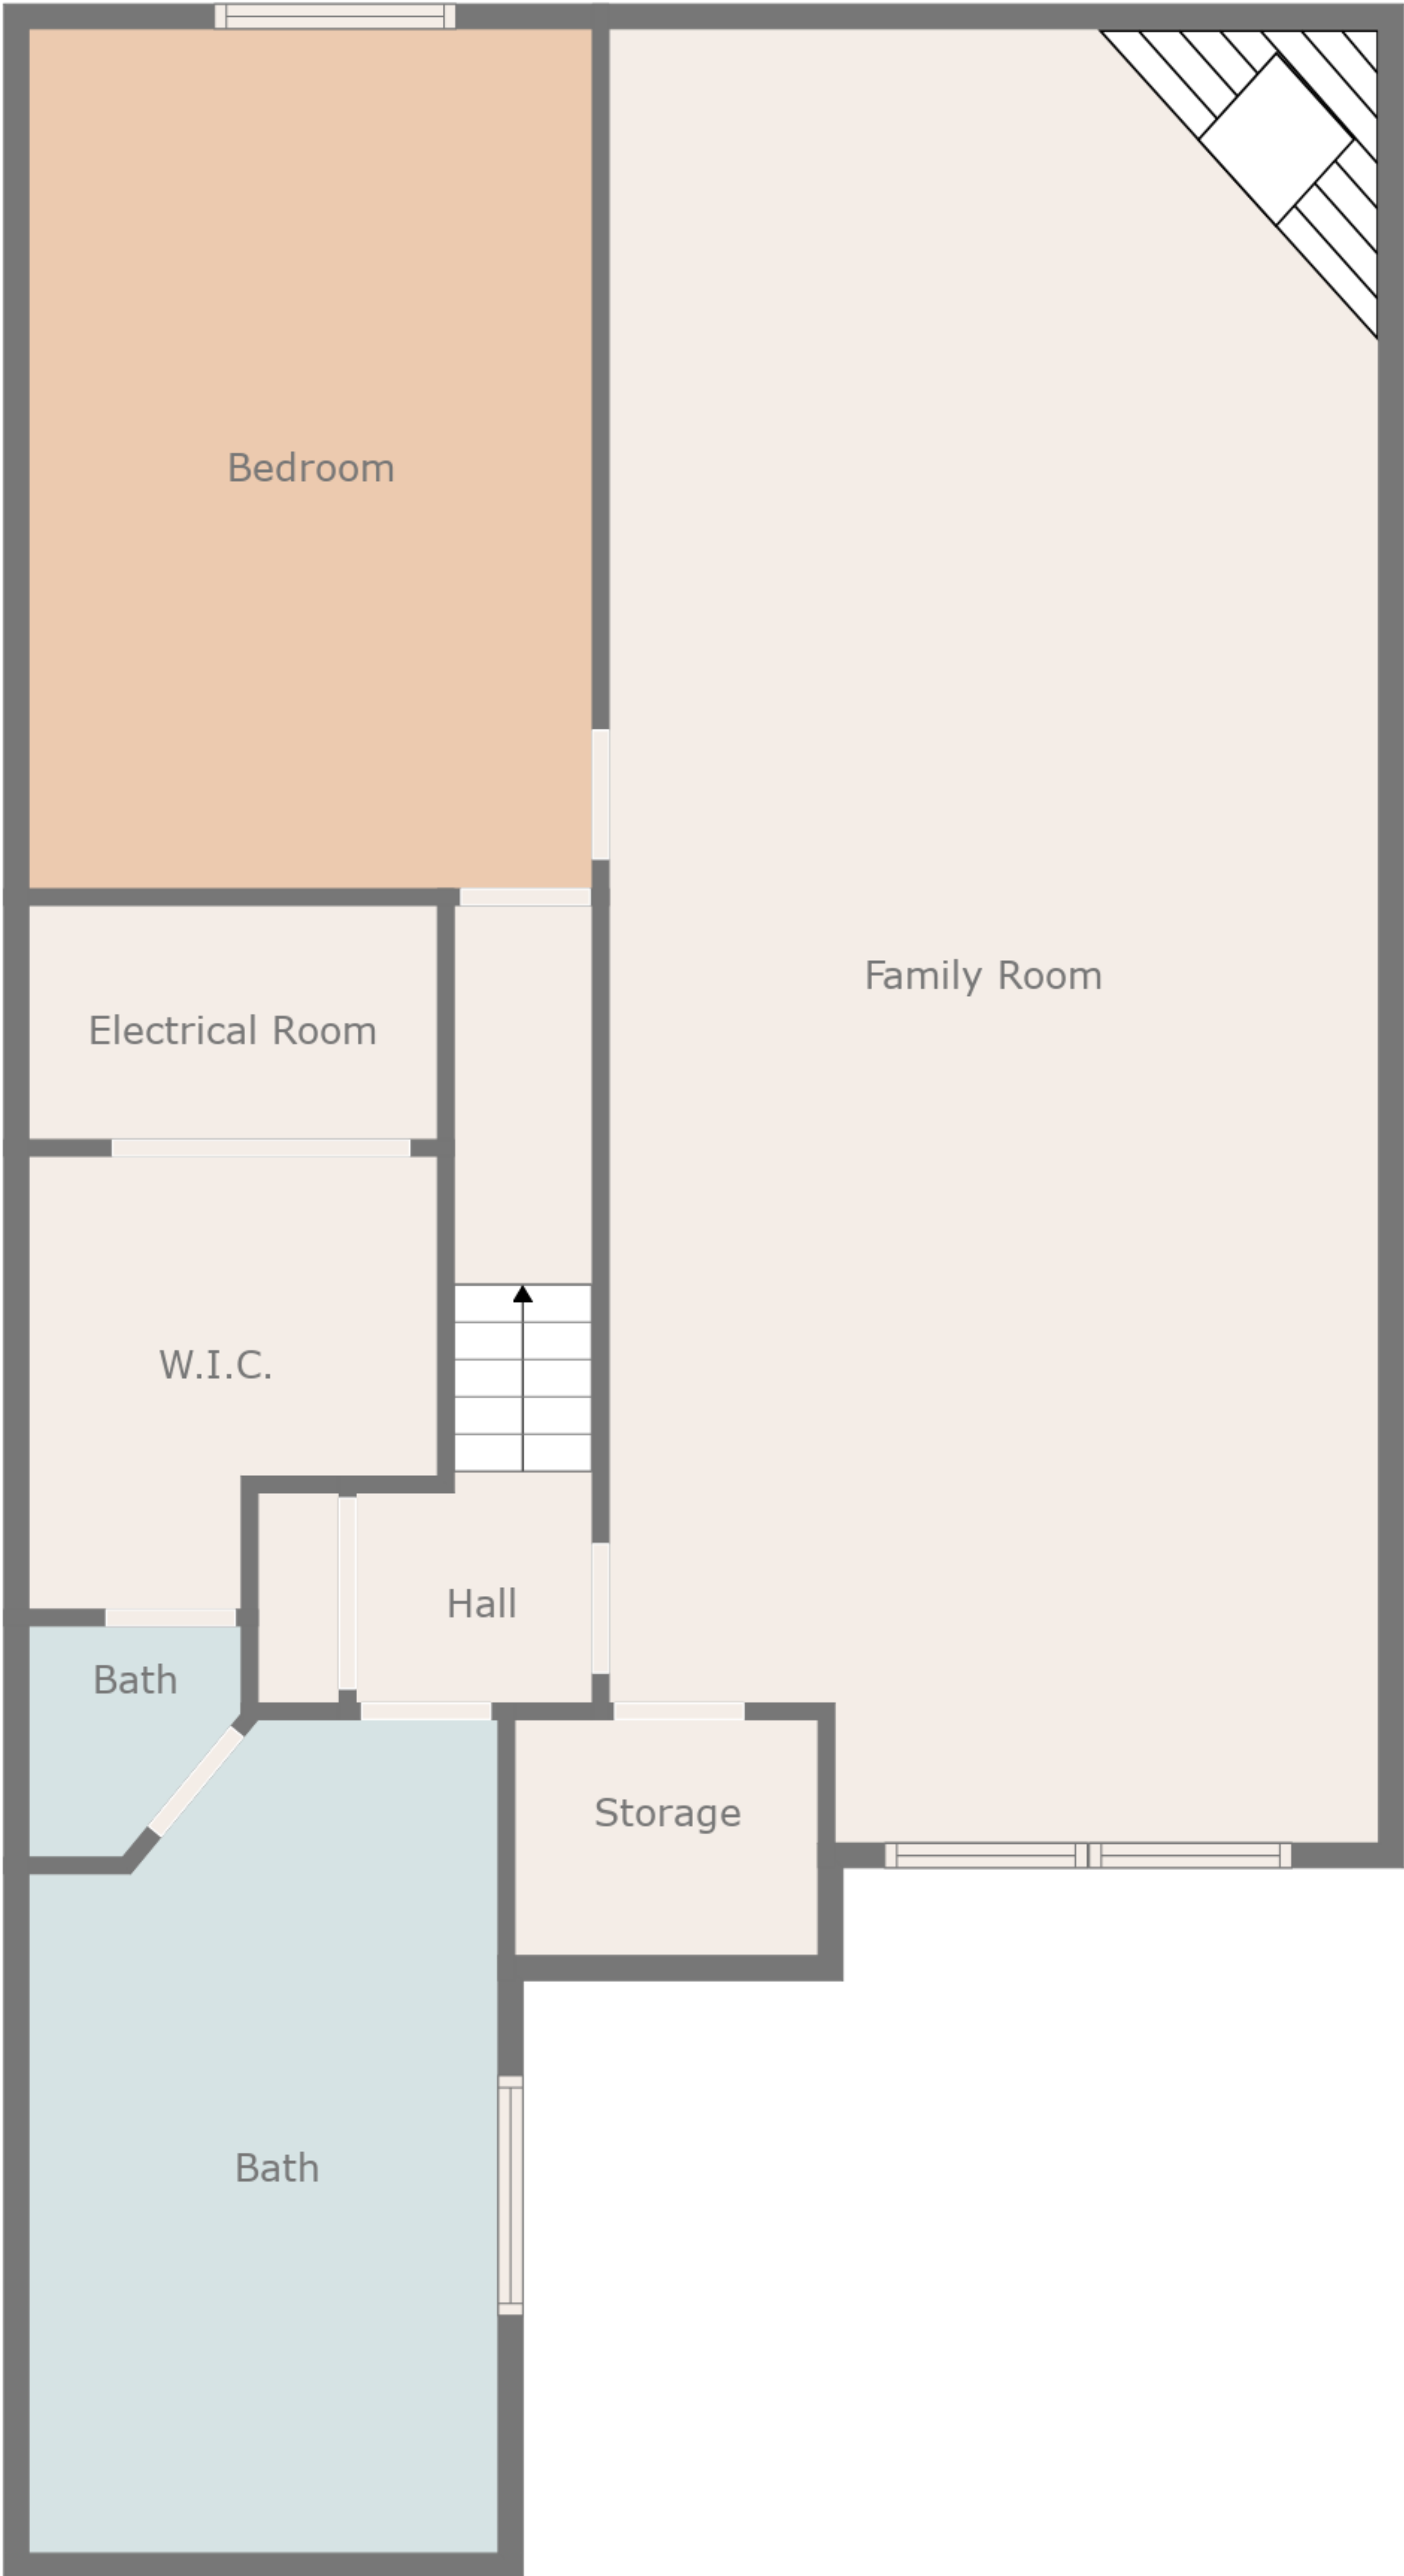 Bedroom
Family Room
Electrical Room
W.I.C.
Hall
Bath
Storage
Bath